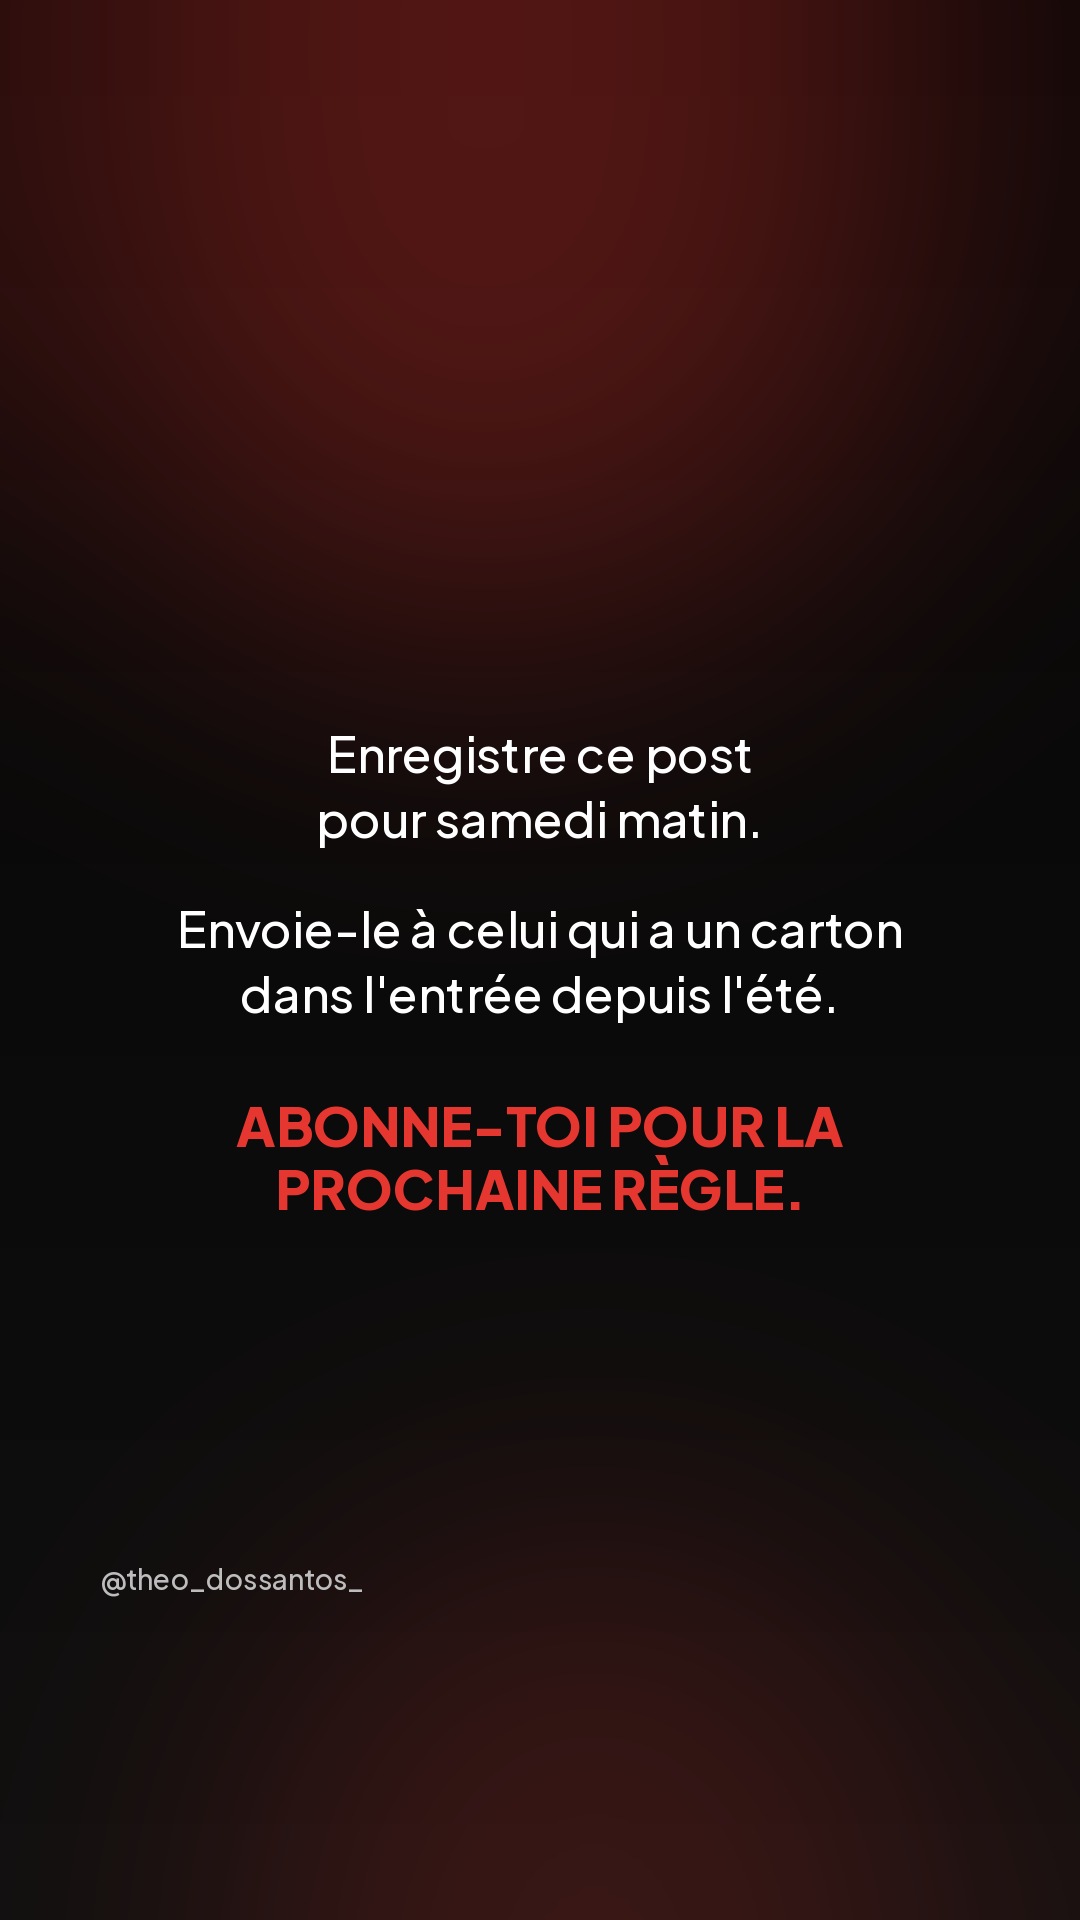 Enregistre ce post
pour samedi matin.
Envoie-le à celui qui a un carton
dans l'entrée depuis l'été.
ABONNE-TOI POUR LA
PROCHAINE RÈGLE.
@theo_dossantos_